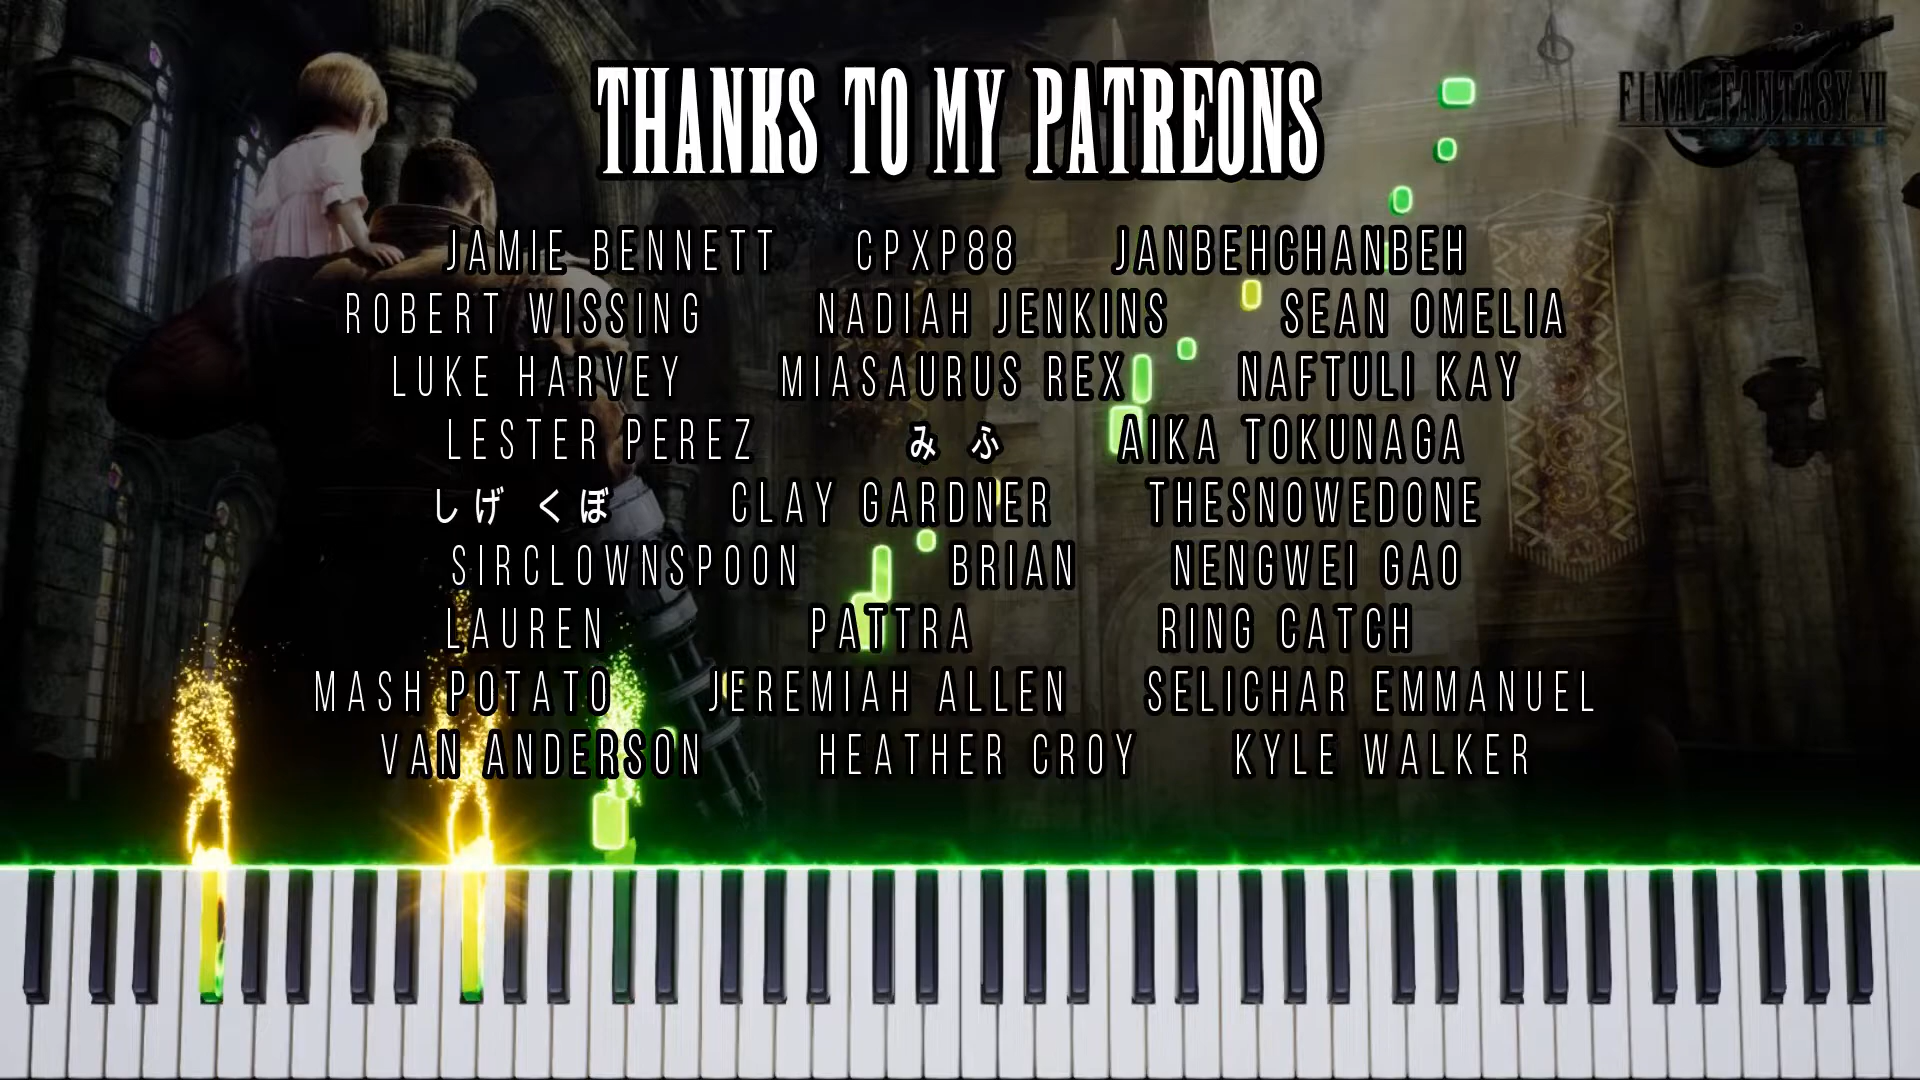 THANKS TO MY PATREONS
FINAL FANTASY VII
REMAKE
JAMIE BENNETT CPXP88 JANBEHCHANBEH
ROBERT WISSING NADIAH JENKINS SEAN OMELIA
LUKE HARVEY MIASAURUS REX NAFTULI KAY
LESTER PEREZ みふ AIKA TOKUNAGA
しげ くぼ CLAY GARDNER THESNOWEDONE
SIRCLOWNSPOON BRIAN NENGWEI GAO
LAUREN PATTRA RING CATCH
MASH POTATO JEREMIAH ALLEN SELICHAR EMMANUEL
VAN ANDERSON HEATHER CROY KYLE WALKER